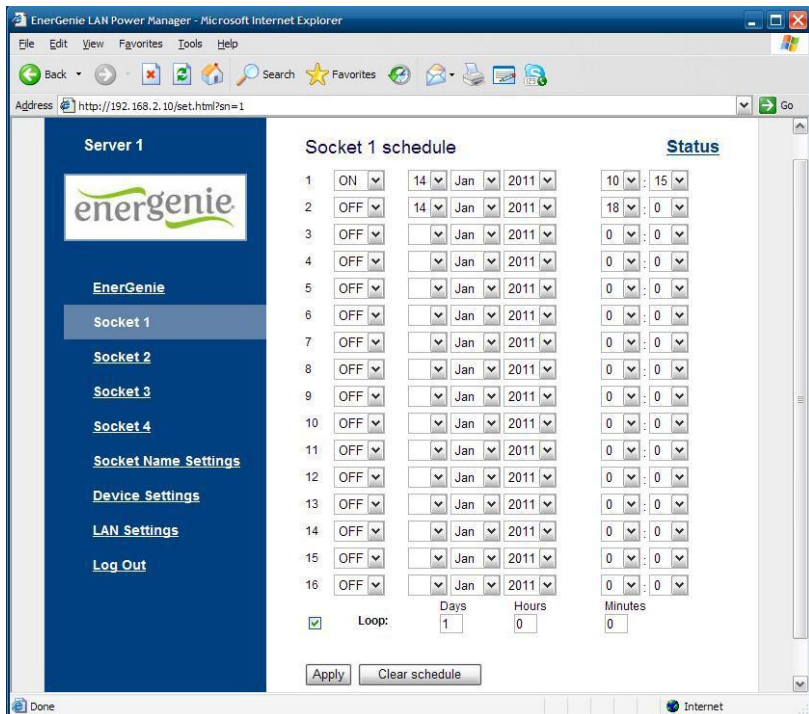 EnerGenie LAN Power Manager - Microsoft Internet Explorer
File Edit View Favorites Tools Help
Back Search Favorites
Address http://192.168.2.10/set.html?sn=1 Go
Server 1
energenie
EnerGenie
Socket 1
Socket 2
Socket 3
Socket 4
Socket Name Settings
Device Settings
LAN Settings
Log Out
Socket 1 schedule Status
1 ON 14 Jan 2011 10 : 15
2 OFF 14 Jan 2011 18 : 0
3 OFF Jan 2011 0 : 0
4 OFF Jan 2011 0 : 0
5 OFF Jan 2011 0 : 0
6 OFF Jan 2011 0 : 0
7 OFF Jan 2011 0 : 0
8 OFF Jan 2011 0 : 0
9 OFF Jan 2011 0 : 0
10 OFF Jan 2011 0 : 0
11 OFF Jan 2011 0 : 0
12 OFF Jan 2011 0 : 0
13 OFF Jan 2011 0 : 0
14 OFF Jan 2011 0 : 0
15 OFF Jan 2011 0 : 0
16 OFF Jan 2011 0 : 0
Days Hours Minutes
Loop: 1 0 0
Apply Clear schedule
Done Internet